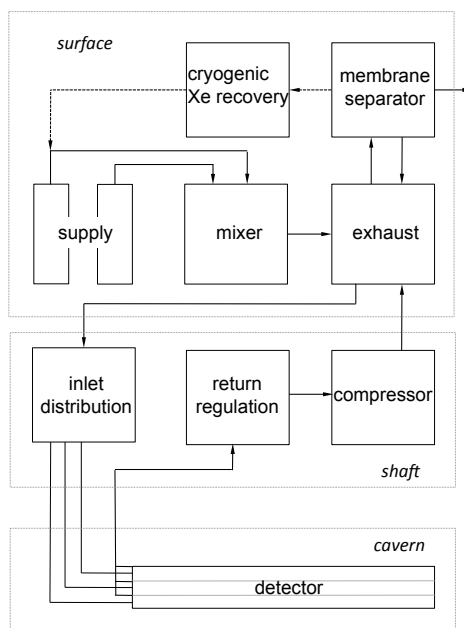 surface
cryogenic
Xe recovery
membrane
separator
supply
mixer
exhaust
inlet
distribution
return
regulation
compressor
shaft
cavern
detector